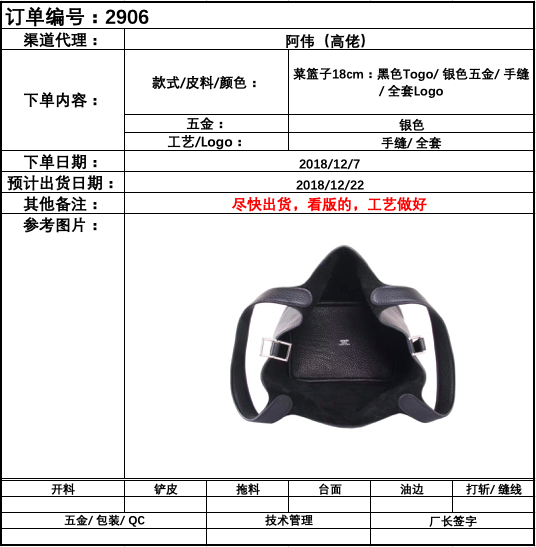 订单编号：2906
渠道代理：
阿伟（高佬）
下单内容：
款式/皮料/颜色：
菜篮子18cm：黑色Togo/ 银色五金/ 手缝
/ 全套Logo
五金：
银色
工艺/Logo：
手缝/ 全套
下单日期：
2018/12/7
预计出货日期：
2018/12/22
其他备注：
尽快出货，看版的，工艺做好
参考图片：
开料
铲皮
拖料
台面
油边
打斩/ 缝线
五金/ 包装/ QC
技术管理
厂长签字